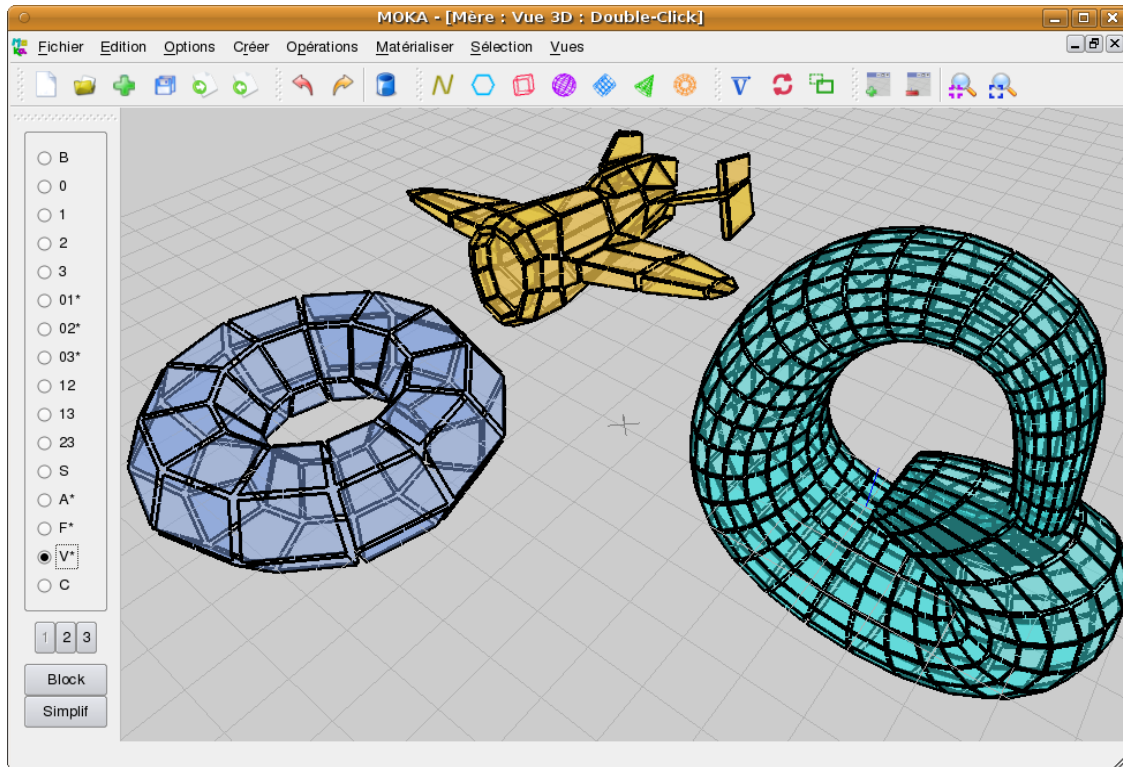 MOKA - [Mère : Vue 3D : Double-Click]
Fichier Edition Options Créer Opérations Matérialiser Sélection Vues
B
0
1
2
3
01*
02*
03*
12
13
23
S
A*
F*
V*
C
1 2 3
Block
Simplif